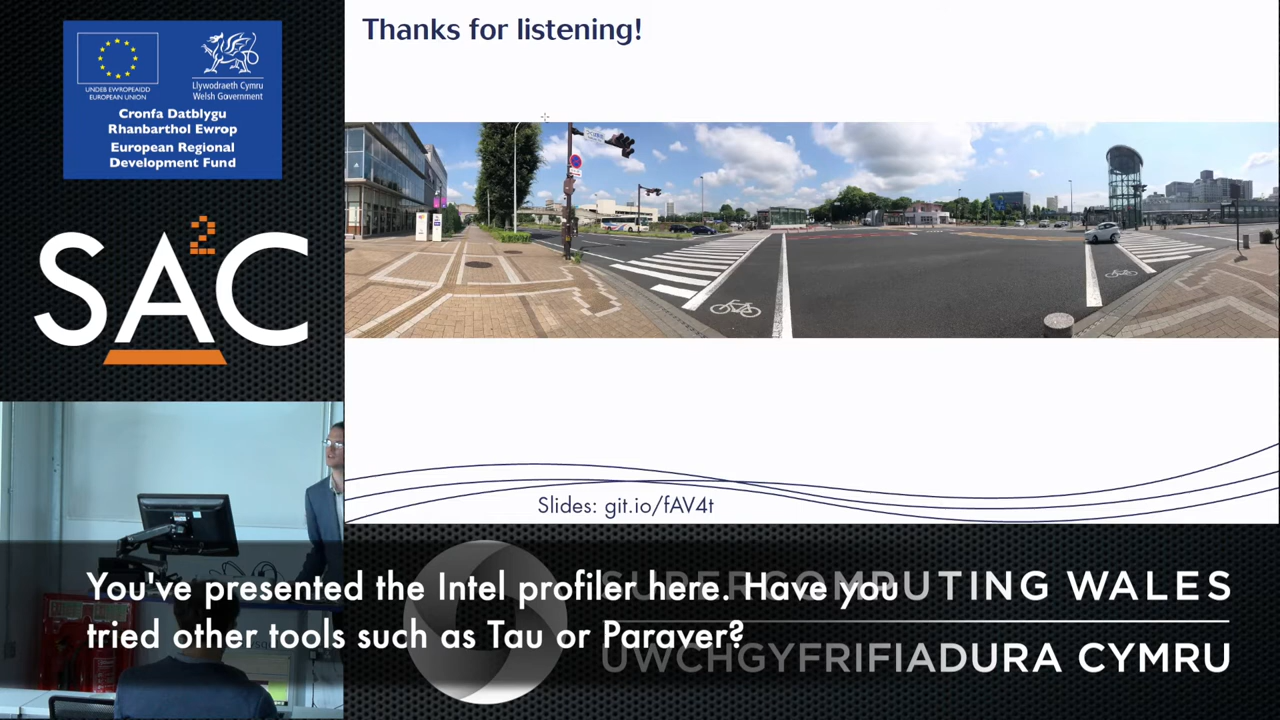 UNDEB EWROPEAIDD
EUROPEAN UNION
Llywodraeth Cymru
Welsh Government
Cronfa Datblygu
Rhanbarthol Ewrop
European Regional
Development Fund
SA2C
Thanks for listening!
Slides: git.io/fAV4t
You've presented the Intel profiler here. Have you
tried other tools such as Tau or Paraver?
SUPERCOMPUTING WALES
UWCHGYFRIFIADURA CYMRU